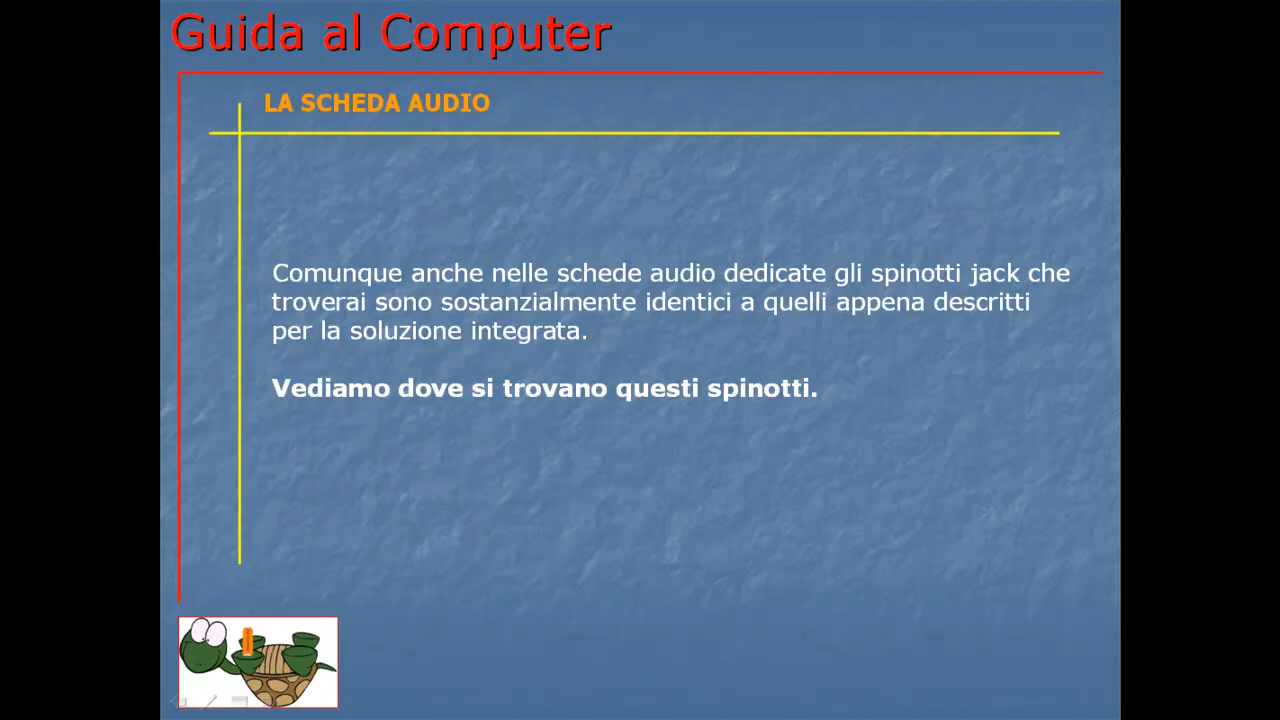 Guida al Computer
LA SCHEDA AUDIO
Comunque anche nelle schede audio dedicate gli spinotti jack che
troverai sono sostanzialmente identici a quelli appena descritti
per la soluzione integrata.
Vediamo dove si trovano questi spinotti.